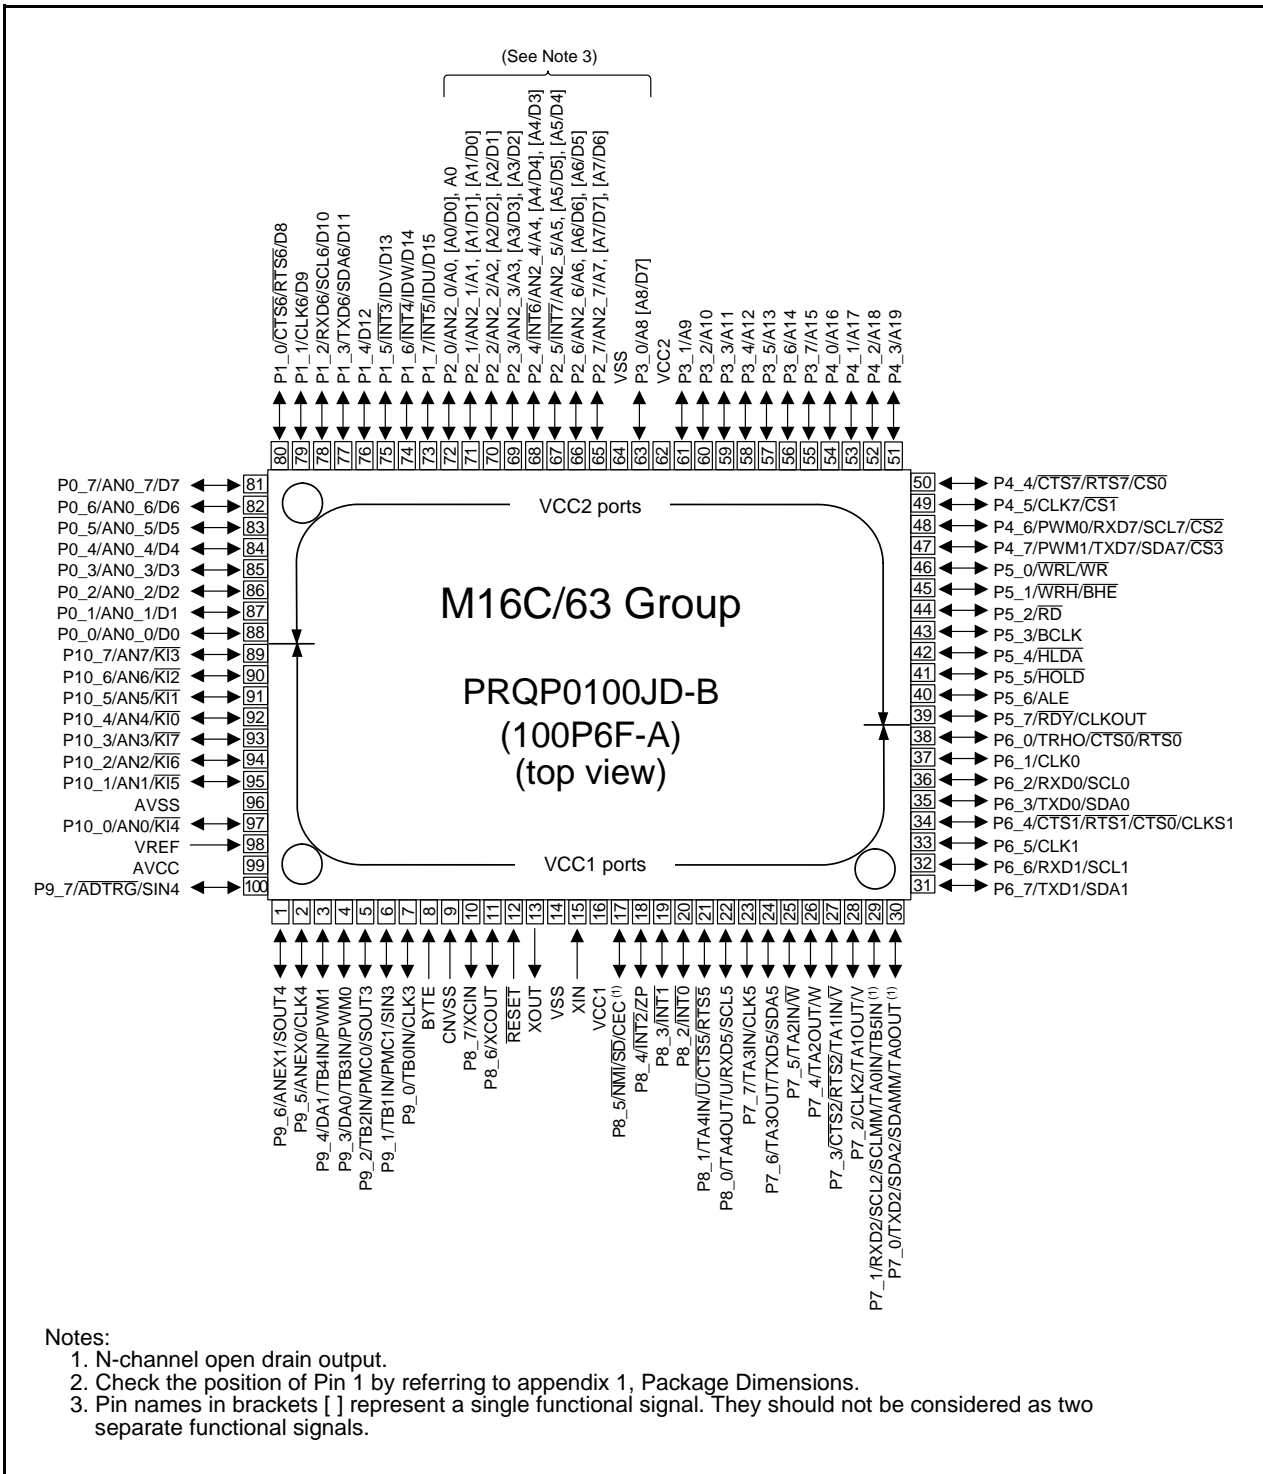 (See Note 3)
P1_0/CTS6/RTS6/D8
P1_1/CLK6/D9
P1_2/RXD6/SCL6/D10
P1_3/TXD6/SDA6/D11
P1_4/D12
P1_5/INT3/IDV/D13
P1_6/INT4/IDW/D14
P1_7/INT5/IDU/D15
P2_0/AN2_0/A0, [A0/D0], A0
P2_1/AN2_1/A1, [A1/D1], [A1/D0]
P2_2/AN2_2/A2, [A2/D2], [A2/D1]
P2_3/AN2_3/A3, [A3/D3], [A3/D2]
P2_4/INT6/AN2_4/A4, [A4/D4], [A4/D3]
P2_5/INT7/AN2_5/A5, [A5/D5], [A5/D4]
P2_6/AN2_6/A6, [A6/D6], [A6/D5]
P2_7/AN2_7/A7, [A7/D7], [A7/D6]
VSS
P3_0/A8 [A8/D7]
VCC2
P3_1/A9
P3_2/A10
P3_3/A11
P3_4/A12
P3_5/A13
P3_6/A14
P3_7/A15
P4_0/A16
P4_1/A17
P4_2/A18
P4_3/A19
80 79 78 77 76 75 74 73 72 71 70 69 68 67 66 65 64 63 62 61 60 59 58 57 56 55 54 53 52 51
P0_7/AN0_7/D7 81
P0_6/AN0_6/D6 82
P0_5/AN0_5/D5 83
P0_4/AN0_4/D4 84
P0_3/AN0_3/D3 85
P0_2/AN0_2/D2 86
P0_1/AN0_1/D1 87
P0_0/AN0_0/D0 88
P10_7/AN7/KI3 89
P10_6/AN6/KI2 90
P10_5/AN5/KI1 91
P10_4/AN4/KI0 92
P10_3/AN3/KI7 93
P10_2/AN2/KI6 94
P10_1/AN1/KI5 95
AVSS 96
P10_0/AN0/KI4 97
VREF 98
AVCC 99
P9_7/ADTRG/SIN4 100
VCC2 ports
M16C/63 Group
PRQP0100JD-B
(100P6F-A)
(top view)
VCC1 ports
50 P4_4/CTS7/RTS7/CS0
49 P4_5/CLK7/CS1
48 P4_6/PWM0/RXD7/SCL7/CS2
47 P4_7/PWM1/TXD7/SDA7/CS3
46 P5_0/WRL/WR
45 P5_1/WRH/BHE
44 P5_2/RD
43 P5_3/BCLK
42 P5_4/HLDA
41 P5_5/HOLD
40 P5_6/ALE
39 P5_7/RDY/CLKOUT
38 P6_0/TRHO/CTS0/RTS0
37 P6_1/CLK0
36 P6_2/RXD0/SCL0
35 P6_3/TXD0/SDA0
34 P6_4/CTS1/RTS1/CTS0/CLKS1
33 P6_5/CLK1
32 P6_6/RXD1/SCL1
31 P6_7/TXD1/SDA1
1 2 3 4 5 6 7 8 9 10 11 12 13 14 15 16 17 18 19 20 21 22 23 24 25 26 27 28 29 30
P9_6/ANEX1/SOUT4
P9_5/ANEX0/CLK4
P9_4/DA1/TB4IN/PWM1
P9_3/DA0/TB3IN/PWM0
P9_2/TB2IN/PMC0/SOUT3
P9_1/TB1IN/PMC1/SIN3
P9_0/TB0IN/CLK3
BYTE
CNVSS
P8_7/XCIN
P8_6/XCOUT
RESET
XOUT
VSS
XIN
VCC1
P8_5/NMI/SD/CEC (1)
P8_4/INT2/ZP
P8_3/INT1
P8_2/INT0
P8_1/TA4IN/U/CTS5/RTS5
P8_0/TA4OUT/U/RXD5/SCL5
P7_7/TA3IN/CLK5
P7_6/TA3OUT/TXD5/SDA5
P7_5/TA2IN/W
P7_4/TA2OUT/W
P7_3/CTS2/RTS2/TA1IN/V
P7_2/CLK2/TA1OUT/V
P7_1/RXD2/SCL2/SCLMM/TA0IN/TB5IN (1)
P7_0/TXD2/SDA2/SDAMM/TA0OUT (1)
Notes:
1. N-channel open drain output.
2. Check the position of Pin 1 by referring to appendix 1, Package Dimensions.
3. Pin names in brackets [ ] represent a single functional signal. They should not be considered as two
separate functional signals.